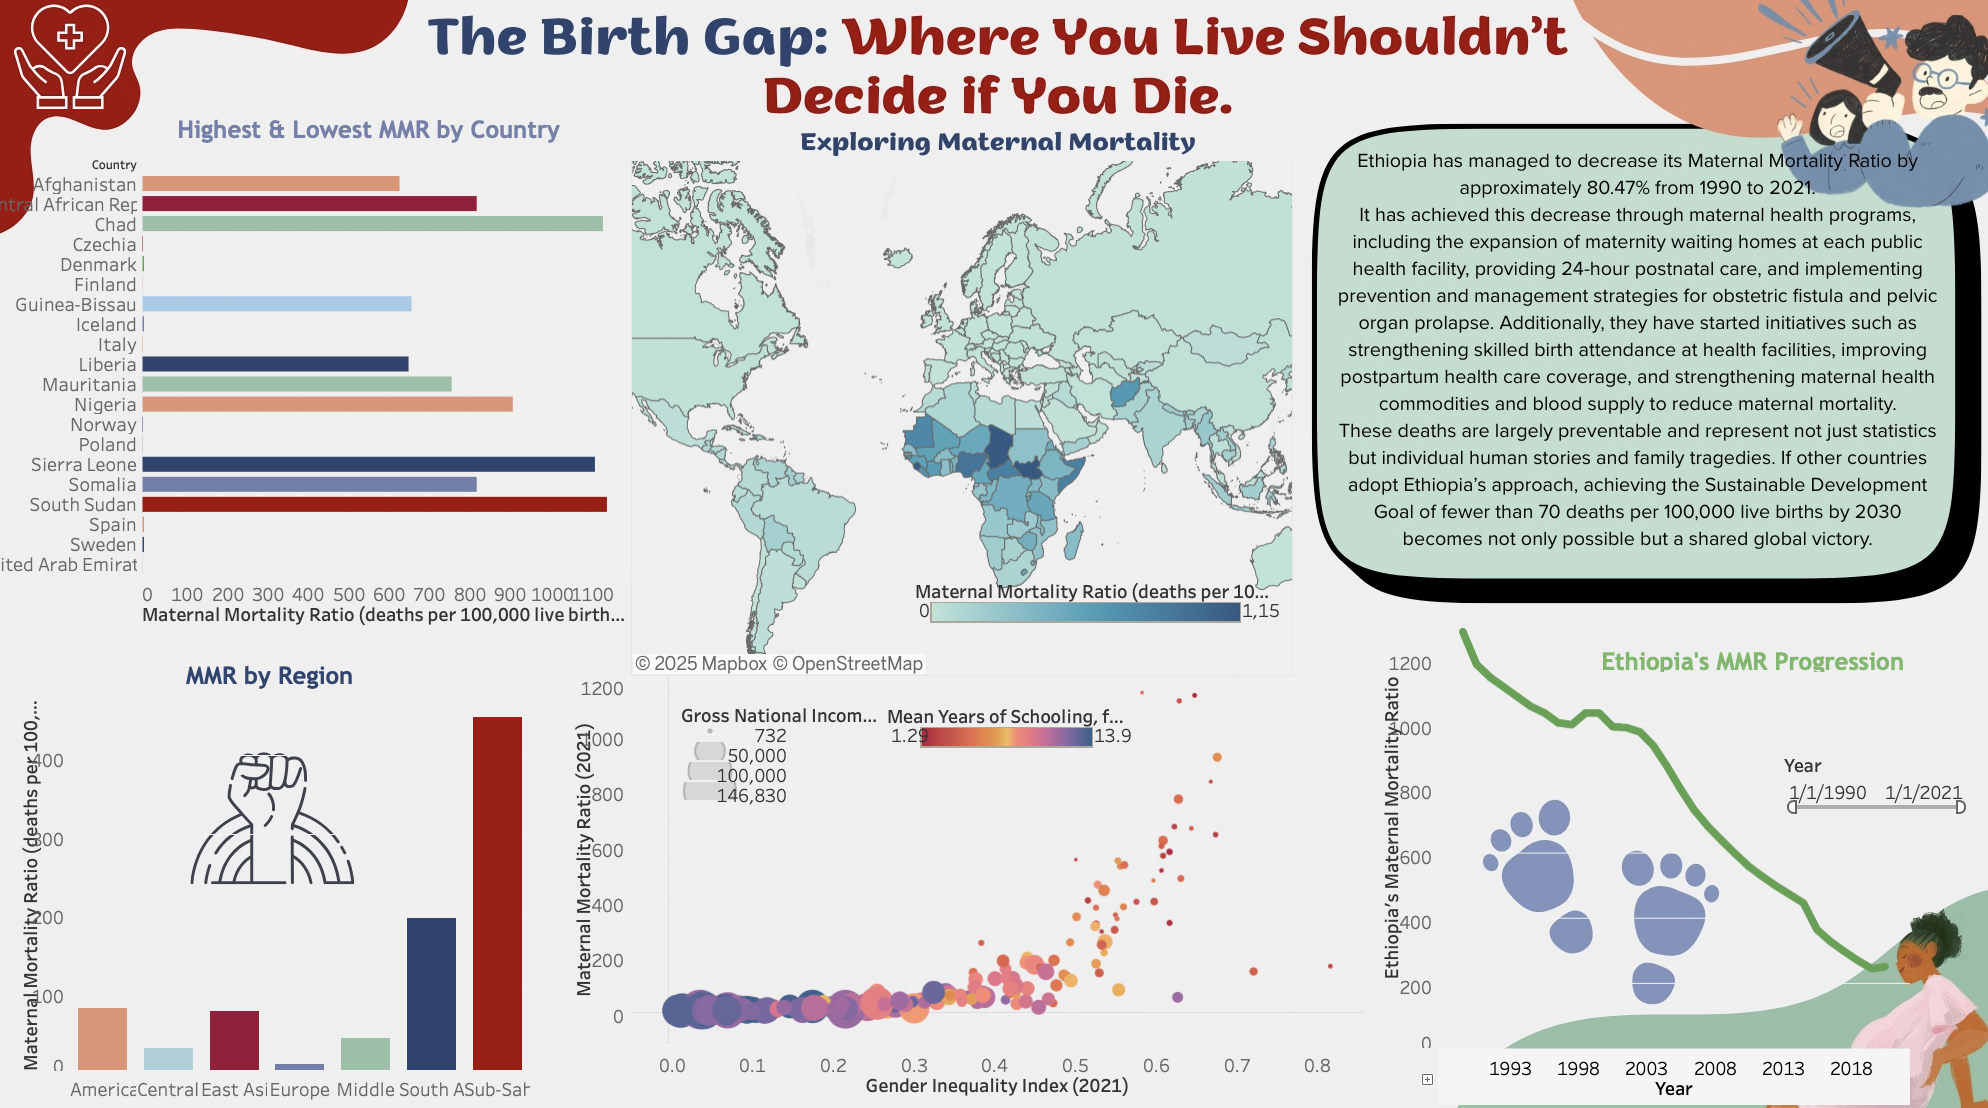 The Birth Gap: Where You Live Shouldn't
Decide if You Die.
Exploring Maternal Mortality
Highest & Lowest MMR by Country
Country
Afghanistan
ntral African Rep
Chad
Czechia
Denmark
Finland
Guinea-Bissau
Iceland
Italy
Liberia
Mauritania
Nigeria
Norway
Poland
Sierra Leone
Somalia
South Sudan
Spain
Sweden
ited Arab Emirat
0 100 200 300 400 500 600 700 800 900 1000 1100
Maternal Mortality Ratio (deaths per 100,000 live birth...
Maternal Mortality Ratio (deaths per 10...
0 1,15
© 2025 Mapbox © OpenStreetMap
Ethiopia has managed to decrease its Maternal Mortality Ratio by
approximately 80.47% from 1990 to 2021.
It has achieved this decrease through maternal health programs,
including the expansion of maternity waiting homes at each public
health facility, providing 24-hour postnatal care, and implementing
prevention and management strategies for obstetric fistula and pelvic
organ prolapse. Additionally, they have started initiatives such as
strengthening skilled birth attendance at health facilities, improving
postpartum health care coverage, and strengthening maternal health
commodities and blood supply to reduce maternal mortality.
These deaths are largely preventable and represent not just statistics
but individual human stories and family tragedies. If other countries
adopt Ethiopia's approach, achieving the Sustainable Development
Goal of fewer than 70 deaths per 100,000 live births by 2030
becomes not only possible but a shared global victory.
MMR by Region
Maternal Mortality Ratio (deaths per 100,...
400
300
200
100
0
America Central East Asi Europe Middle South A Sub-Sah
Maternal Mortality Ratio (2021)
1200
1000
800
600
400
200
0
Gross National Incom...
732
50,000
100,000
146,830
Mean Years of Schooling, f...
1.29 13.9
0.0 0.1 0.2 0.3 0.4 0.5 0.6 0.7 0.8
Gender Inequality Index (2021)
Ethiopia's MMR Progression
Ethiopia's Maternal Mortality Ratio
1200
1000
800
600
400
200
0
Year
1/1/1990 1/1/2021
1993 1998 2003 2008 2013 2018
Year